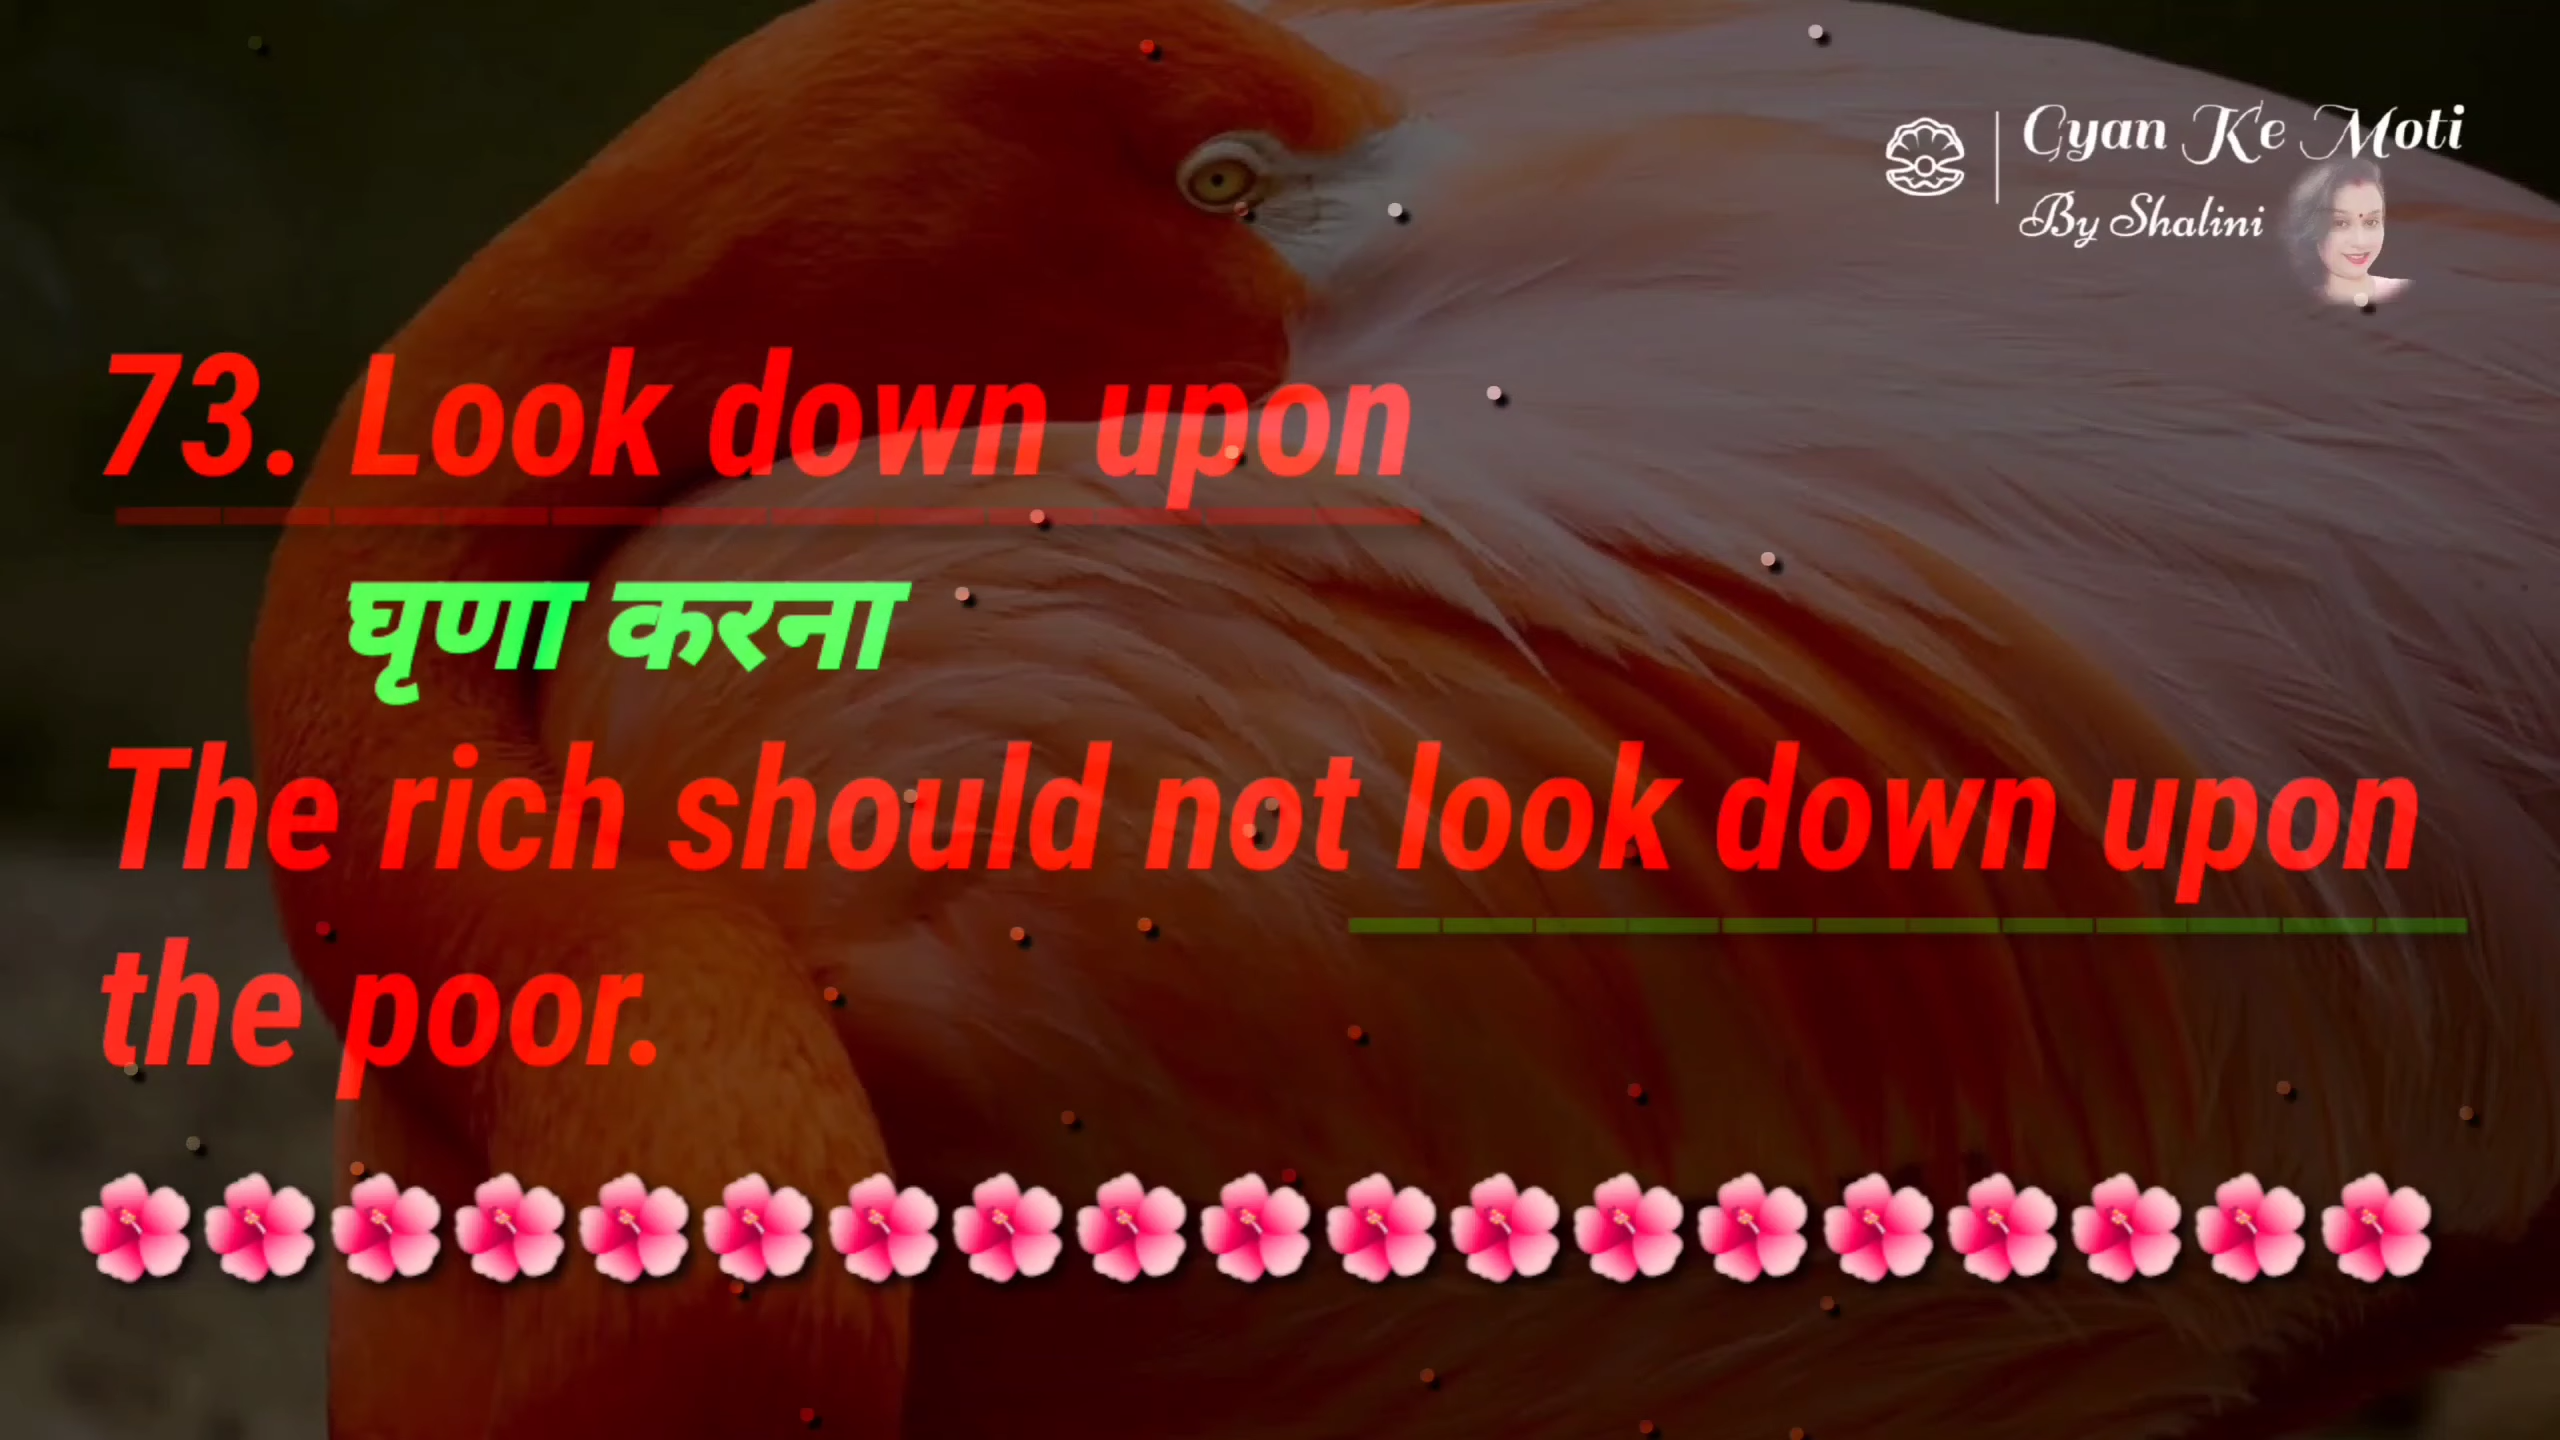 Gyan Ke Moti
By Shalini
73. Look down upon
घृणा करना
The rich should not look down upon
the poor.